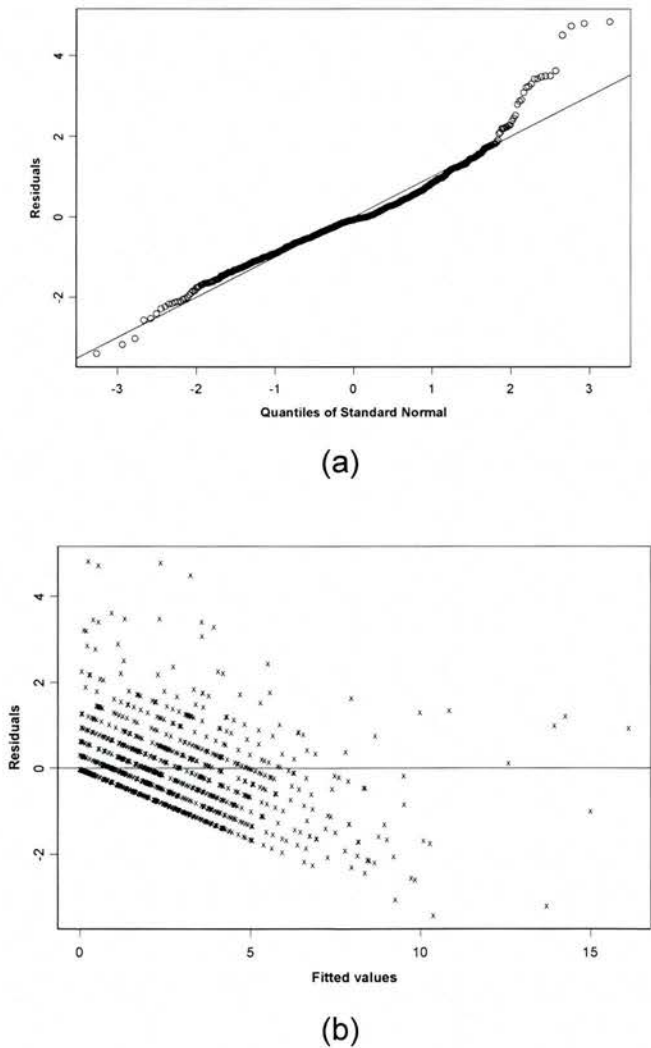 4
2
0
-2
Residuals
-3 -2 -1 0 1 2 3
Quantiles of Standard Normal
(a)
4
2
0
-2
Residuals
0 5 10 15
Fitted values
(b)